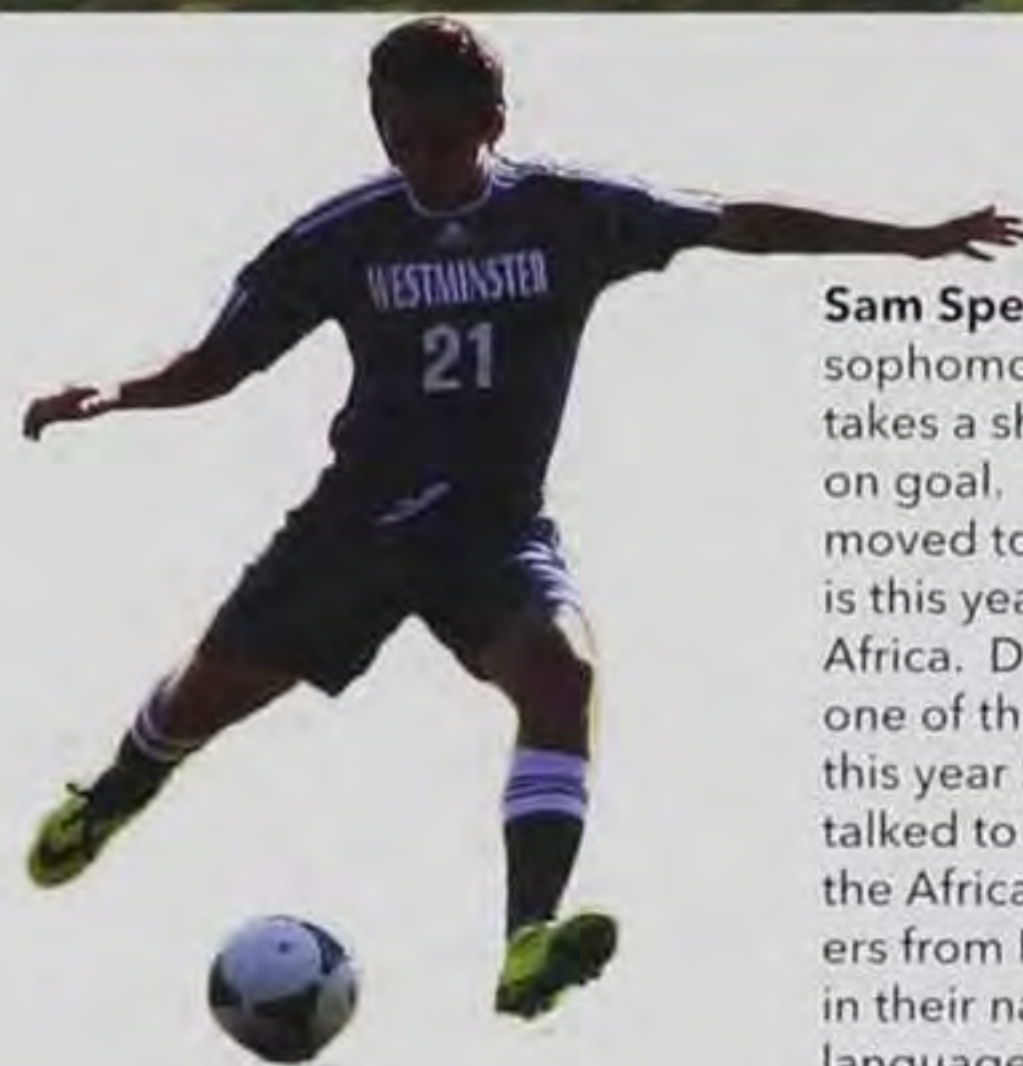 WESTMINSTER
21
Sam Spe
sophomo
takes a sh
on goal.
moved to
is this yea
Africa. D
one of th
this year
talked to
the Africa
ers from
in their na
language